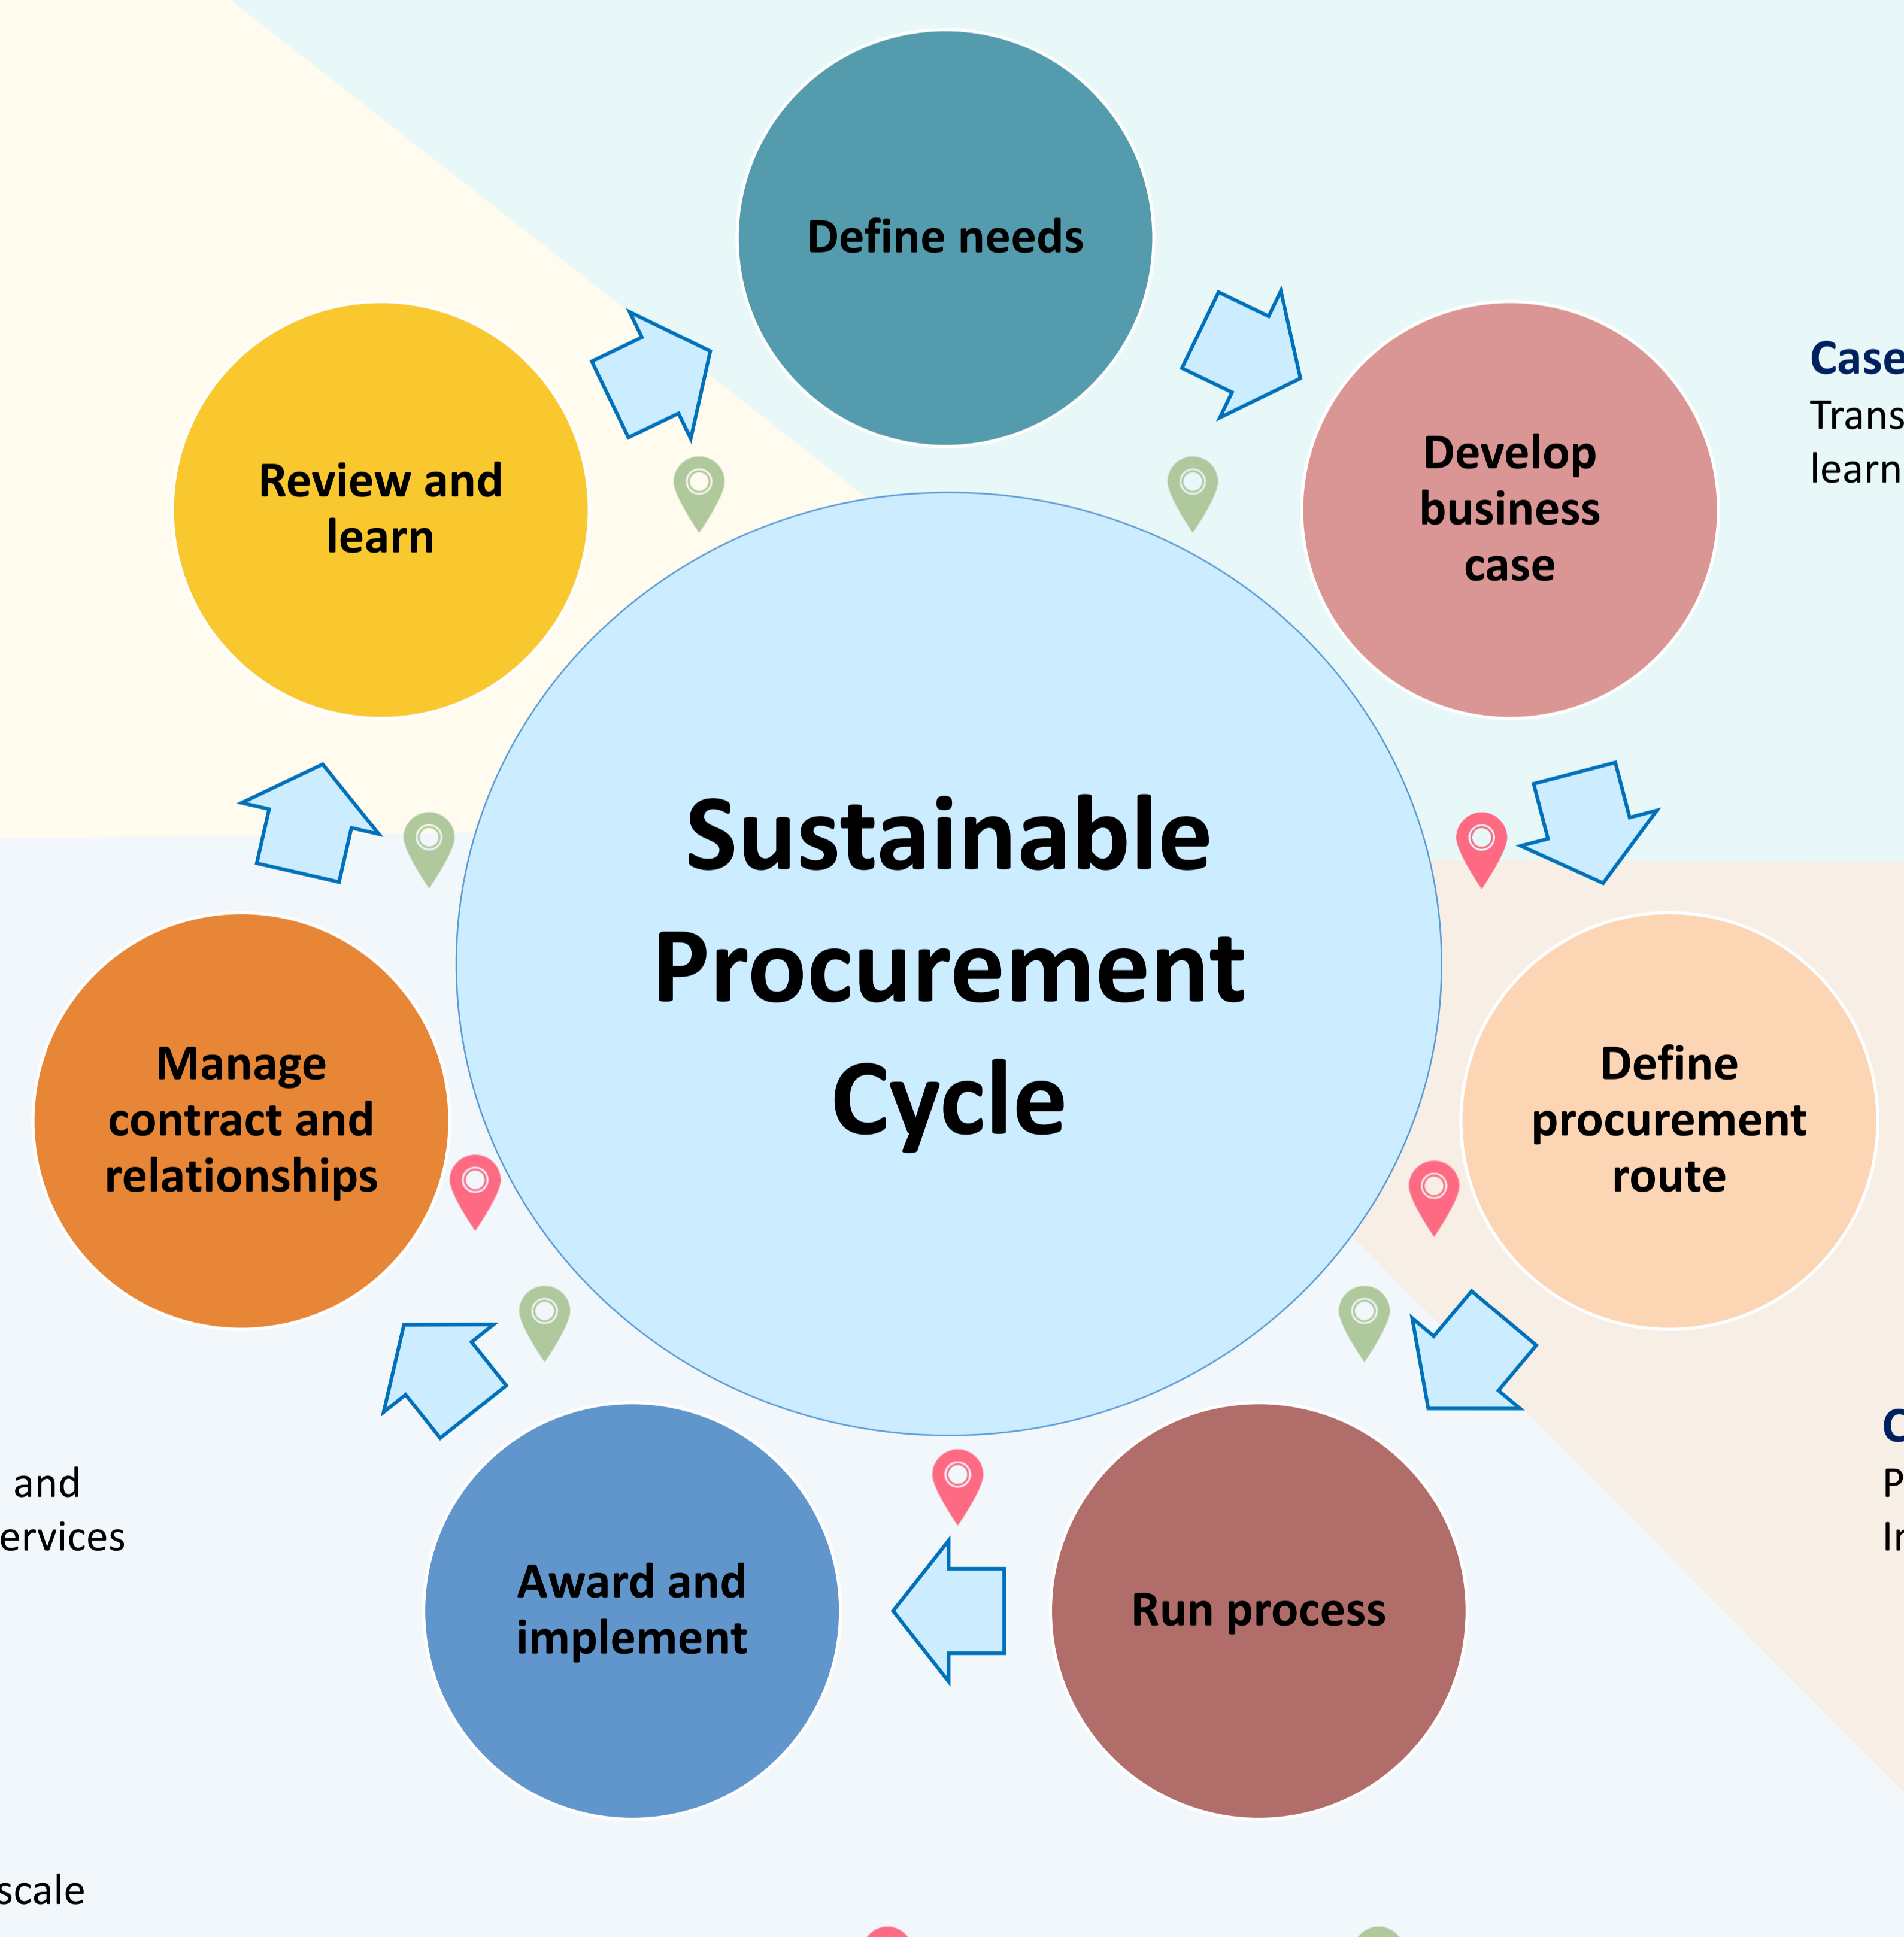 Define needs
Develop
business
case
Review and
learn
Sustainable
Procurement
Cycle
Define
procurement
route
Manage
contract and
relationships
Award and
implement
Run process
Case
learn
and
scale